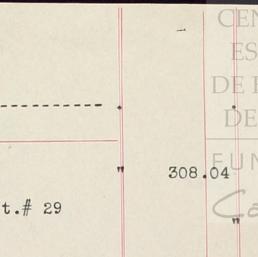 CEN
ES
DE
DE
FUN
" 308.04
Ca
t.# 29 "